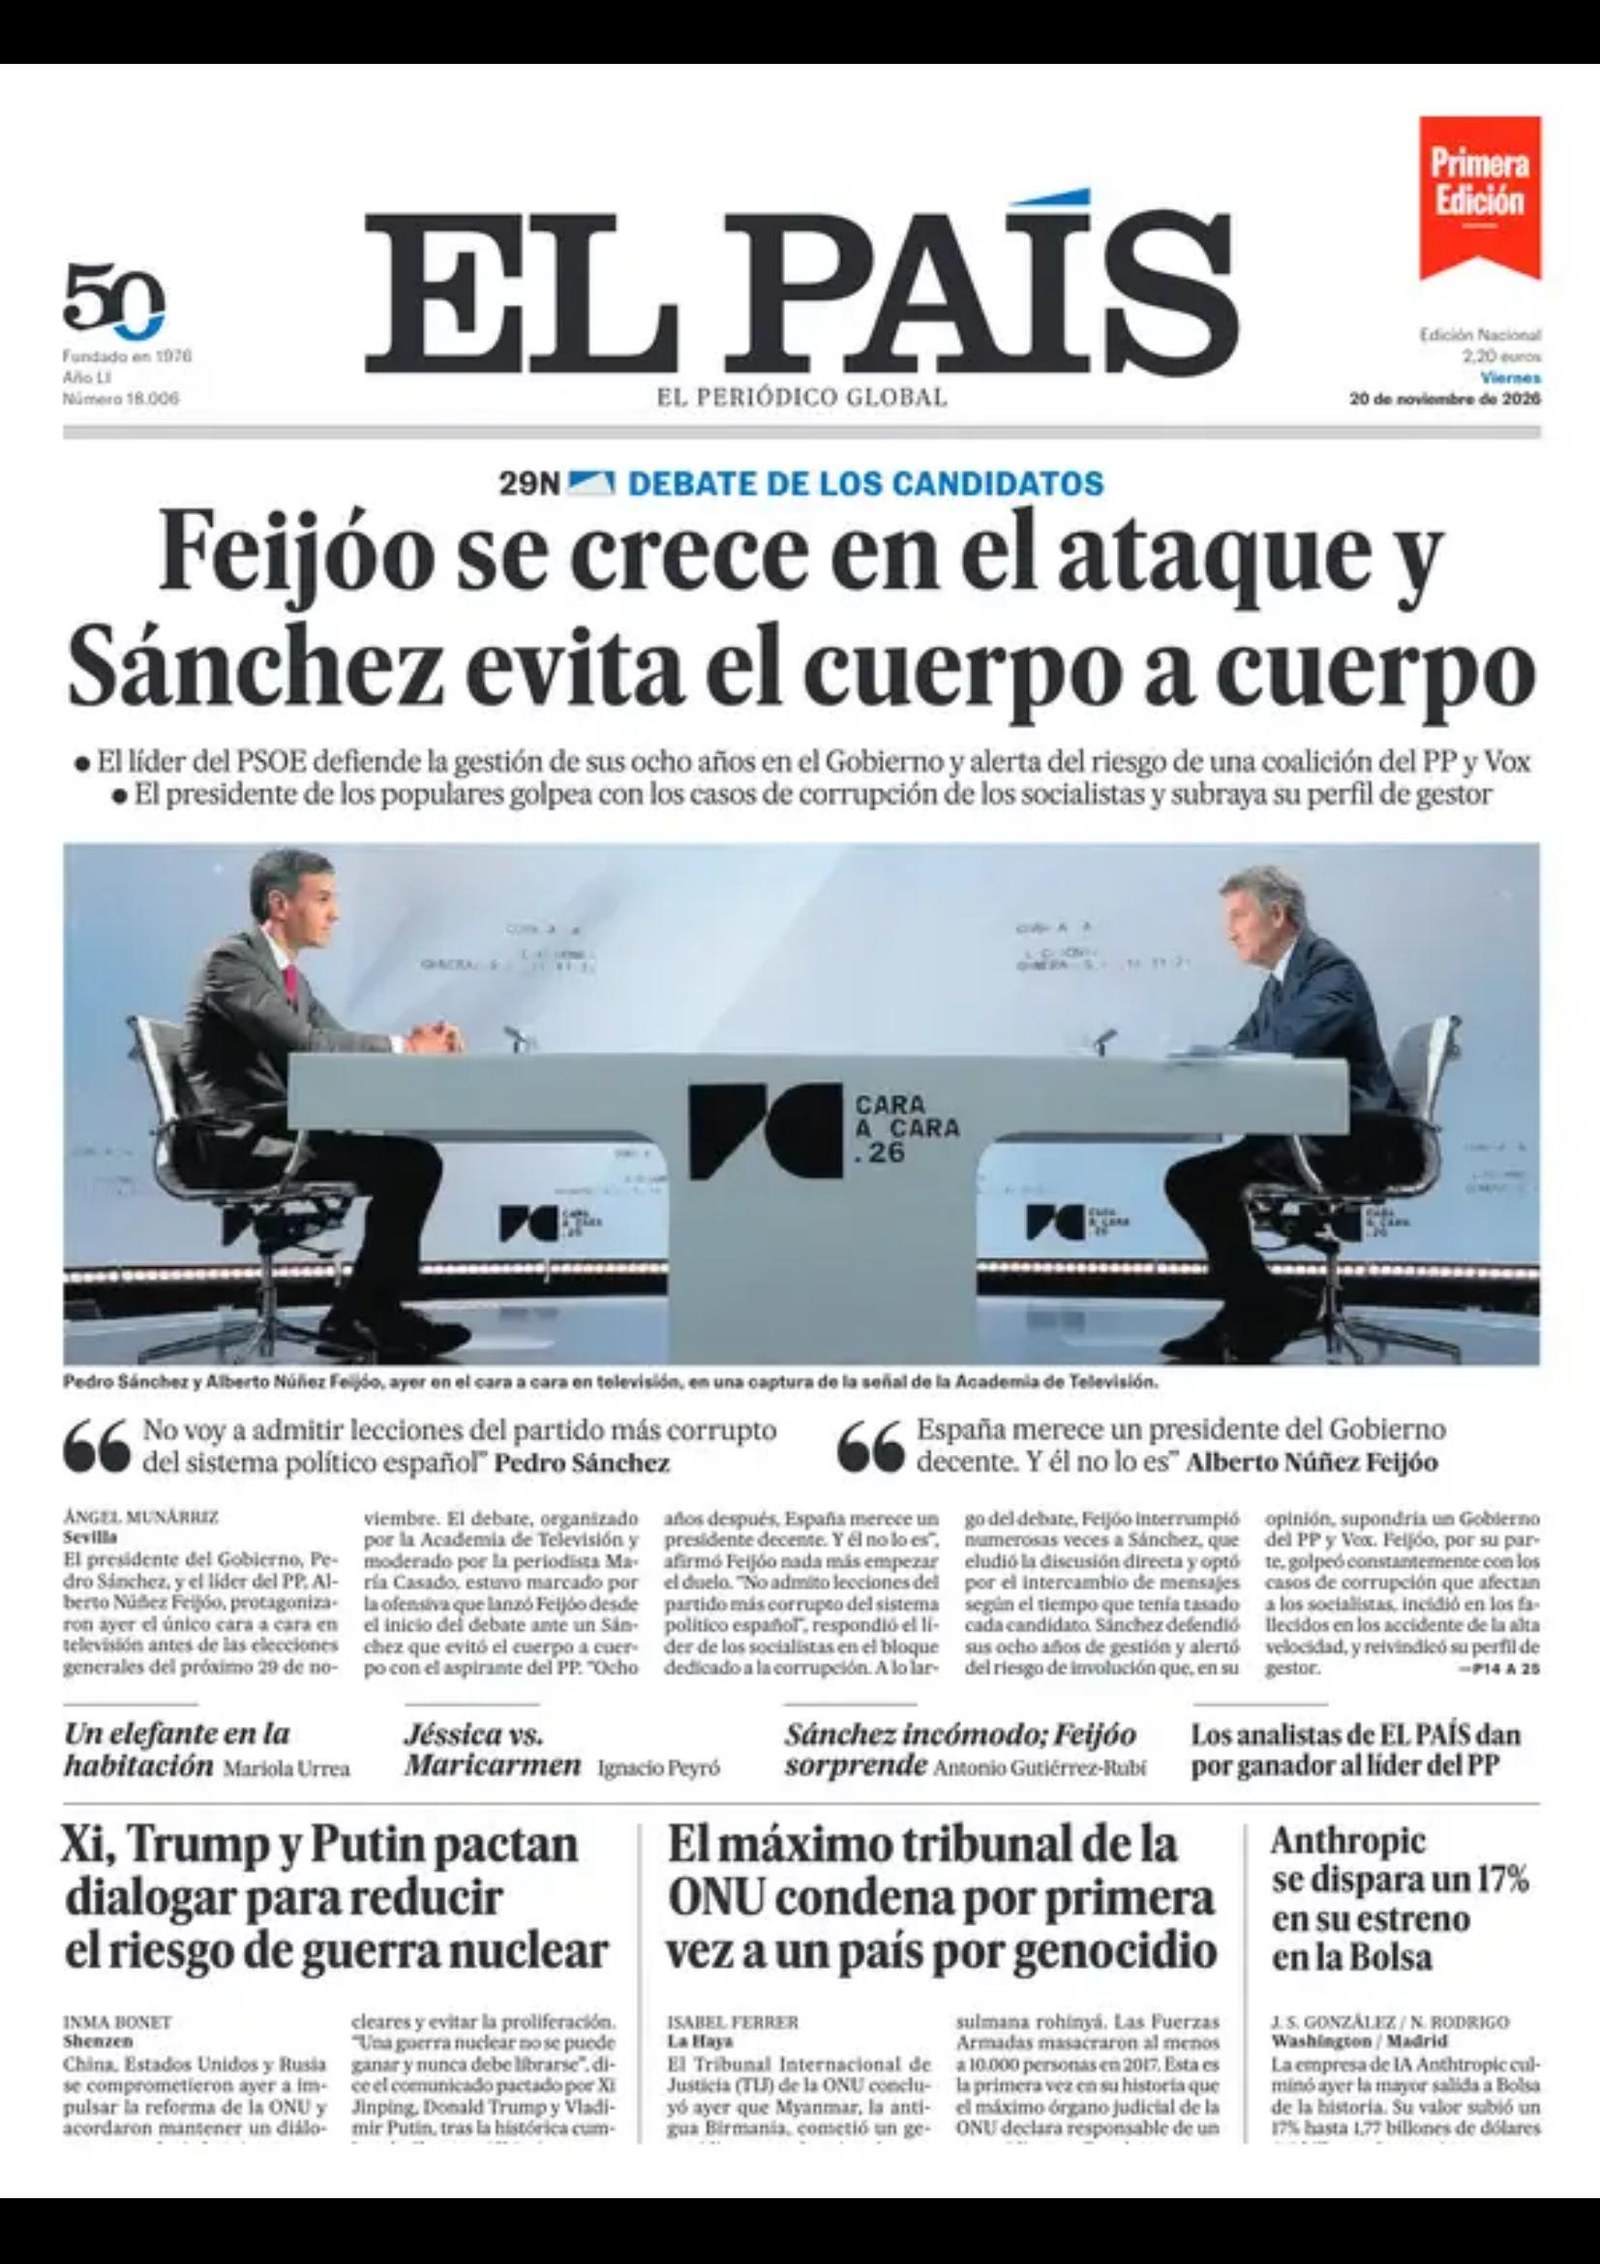 Primera
Edición
50
EL PAÍS
Fundado en 1976
Año LI
Número 18.006
EL PERIÓDICO GLOBAL
Edición Nacional
2,20 euros
Viernes
20 de noviembre de 2026
29N DEBATE DE LOS CANDIDATOS
Feijóo se crece en el ataque y
Sánchez evita el cuerpo a cuerpo
● El líder del PSOE defiende la gestión de sus ocho años en el Gobierno y alerta del riesgo de una coalición del PP y Vox
● El presidente de los populares golpea con los casos de corrupción de los socialistas y subraya su perfil de gestor
CARA
A CARA
.26
CARA
A CARA
.26
CARA
A CARA
.26
CARA
A CARA
.26
Pedro Sánchez y Alberto Núñez Feijóo, ayer en el cara a cara en televisión, en una captura de la señal de la Academia de Televisión.
“No voy a admitir lecciones del partido más corrupto
del sistema político español” Pedro Sánchez
“España merece un presidente del Gobierno
decente. Y él no lo es” Alberto Núñez Feijóo
ÁNGEL MUNÁRRIZ
Sevilla
El presidente del Gobierno, Pe-
dro Sánchez, y el líder del PP, Al-
berto Núñez Feijóo, protagoniza-
ron ayer el único cara a cara en
televisión antes de las elecciones
generales del próximo 29 de no-
viembre. El debate, organizado
por la Academia de Televisión y
moderado por la periodista Ma-
ría Casado, estuvo marcado por
la ofensiva que lanzó Feijóo desde
el inicio del debate ante un Sán-
chez que evitó el cuerpo a cuer-
po con el aspirante del PP. “Ocho
años después, España merece un
presidente decente. Y él no lo es”,
afirmó Feijóo nada más empezar
el duelo. “No admito lecciones del
partido más corrupto del sistema
político español”, respondió el lí-
der de los socialistas en el bloque
dedicado a la corrupción. A lo lar-
go del debate, Feijóo interrumpió
numerosas veces a Sánchez, que
eludió la discusión directa y optó
por el intercambio de mensajes
según el tiempo que tenía tasado
cada candidato. Sánchez defendió
sus ocho años de gestión y alertó
del riesgo de involución que, en su
opinión, supondría un Gobierno
del PP y Vox. Feijóo, por su par-
te, golpeó constantemente con los
casos de corrupción que afectan
a los socialistas, incidió en los fa-
llecidos en los accidente de la alta
velocidad, y reivindicó su perfil de
gestor. —P14 A 25
Un elefante en la
habitación Mariola Urrea
Jéssica vs.
Maricarmen Ignacio Peyró
Sánchez incómodo; Feijóo
sorprende Antonio Gutiérrez-Rubí
Los analistas de EL PAÍS dan
por ganador al líder del PP
Xi, Trump y Putin pactan
dialogar para reducir
el riesgo de guerra nuclear
INMA BONET
Shenzen
China, Estados Unidos y Rusia
se comprometieron ayer a im-
pulsar la reforma de la ONU y
acordaron mantener un diálo-
cleares y evitar la proliferación.
“Una guerra nuclear no se puede
ganar y nunca debe librarse”, di-
ce el comunicado pactado por Xi
Jinping, Donald Trump y Vladi-
mir Putin, tras la histórica cum-
El máximo tribunal de la
ONU condena por primera
vez a un país por genocidio
ISABEL FERRER
La Haya
El Tribunal Internacional de
Justicia (TIJ) de la ONU conclu-
yó ayer que Myanmar, la anti-
gua Birmania, cometió un ge-
sulmana rohinyá. Las Fuerzas
Armadas masacraron al menos
a 10.000 personas en 2017. Esta es
la primera vez en su historia que
el máximo órgano judicial de la
ONU declara responsable de un
Anthropic
se dispara un 17%
en su estreno
en la Bolsa
J. S. GONZÁLEZ / N. RODRIGO
Washington / Madrid
La empresa de IA Anthtropic cul-
minó ayer la mayor salida a Bolsa
de la historia. Su valor subió un
17% hasta 1,77 billones de dólares